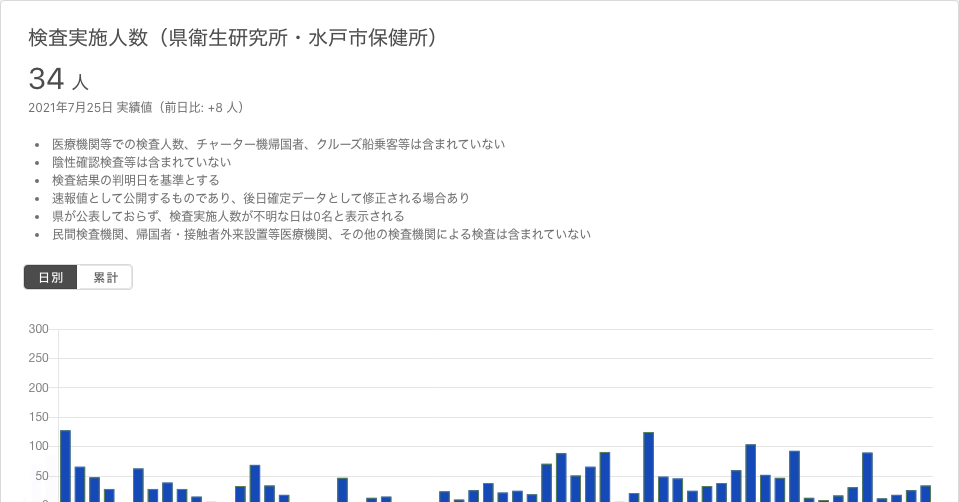 検査実施人数（県衛生研究所・水戸市保健所）
34 人
2021年7月25日 実績値（前日比: +8 人）
• 医療機関等での検査人数、チャーター機帰国者、クルーズ船乗客等は含まれていない
• 陰性確認検査等は含まれていない
• 検査結果の判明日を基準とする
• 速報値として公開するものであり、後日確定データとして修正される場合あり
• 県が公表しておらず、検査実施人数が不明な日は0名と表示される
• 民間検査機関、帰国者・接触者外来設置等医療機関、その他の検査機関による検査は含まれていない
日別 累計
300
250
200
150
100
50